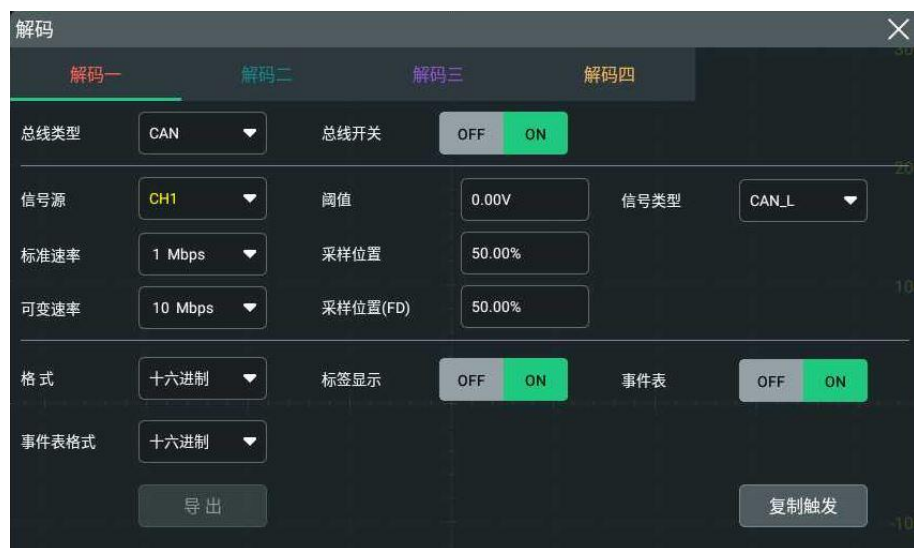 解码
解码一 解码二 解码三 解码四
总线类型 CAN 总线开关 OFF ON
信号源 CH1 阈值 0.00V 信号类型 CAN_L
标准速率 1 Mbps 采样位置 50.00%
可变速率 10 Mbps 采样位置(FD) 50.00%
格式 十六进制 标签显示 OFF ON 事件表 OFF ON
事件表格式 十六进制
导出 复制触发
30
20
10
-10